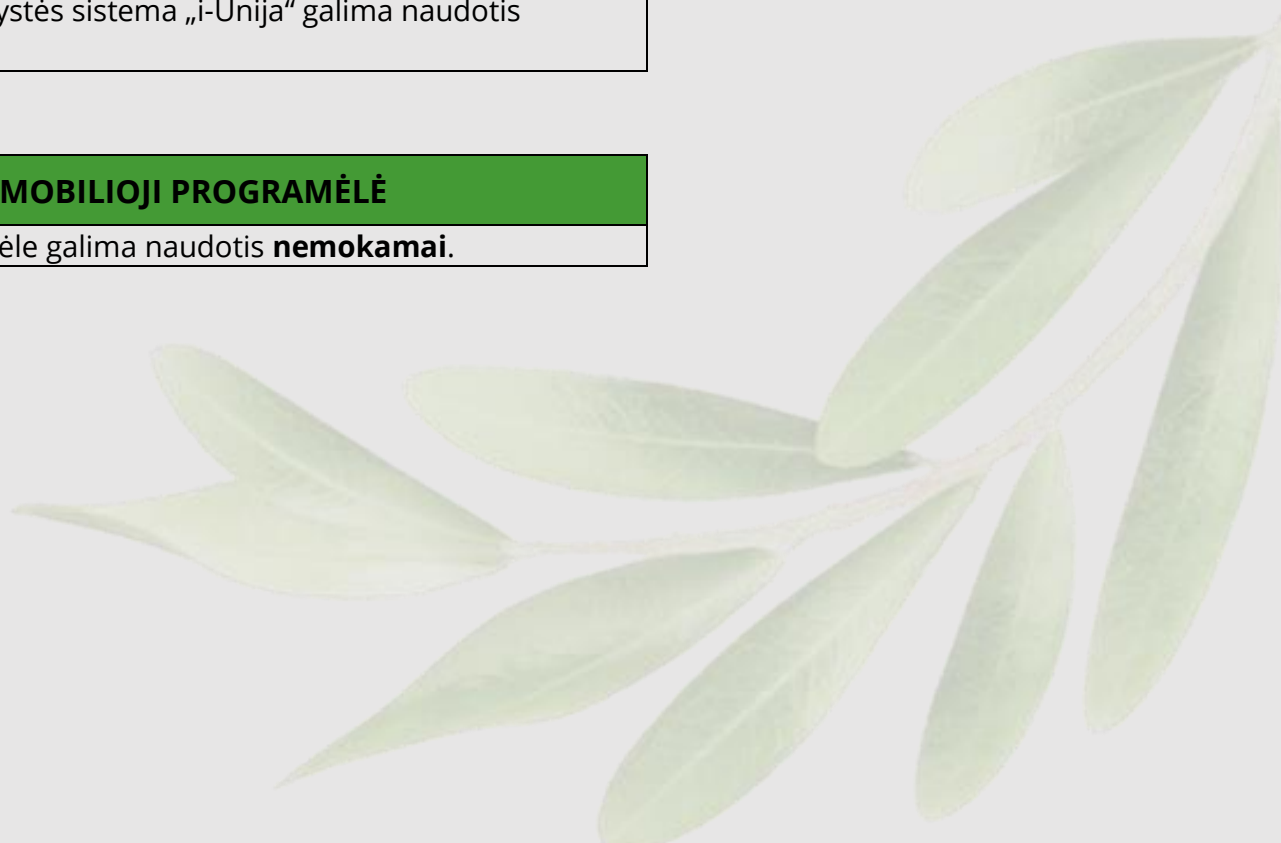 ystės sistema „i-Unija“ galima naudotis
MOBILIOJI PROGRAMĖLĖ
ėle galima naudotis nemokamai.